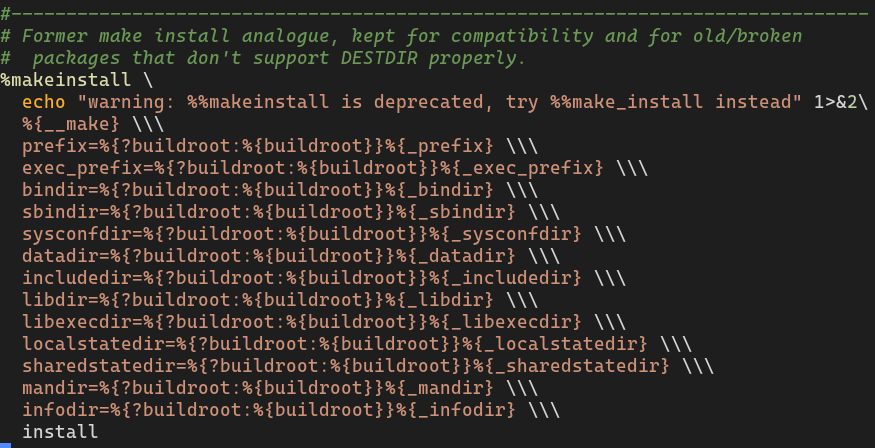 #------------------------------------------------------------------------------
# Former make install analogue, kept for compatibility and for old/broken
#  packages that don't support DESTDIR properly.
%makeinstall \
  echo "warning: %%makeinstall is deprecated, try %%make_install instead" 1>&2\
  %{__make} \\\
  prefix=%{?buildroot:%{buildroot}}%{_prefix} \\\
  exec_prefix=%{?buildroot:%{buildroot}}%{_exec_prefix} \\\
  bindir=%{?buildroot:%{buildroot}}%{_bindir} \\\
  sbindir=%{?buildroot:%{buildroot}}%{_sbindir} \\\
  sysconfdir=%{?buildroot:%{buildroot}}%{_sysconfdir} \\\
  datadir=%{?buildroot:%{buildroot}}%{_datadir} \\\
  includedir=%{?buildroot:%{buildroot}}%{_includedir} \\\
  libdir=%{?buildroot:%{buildroot}}%{_libdir} \\\
  libexecdir=%{?buildroot:%{buildroot}}%{_libexecdir} \\\
  localstatedir=%{?buildroot:%{buildroot}}%{_localstatedir} \\\
  sharedstatedir=%{?buildroot:%{buildroot}}%{_sharedstatedir} \\\
  mandir=%{?buildroot:%{buildroot}}%{_mandir} \\\
  infodir=%{?buildroot:%{buildroot}}%{_infodir} \\\
  install